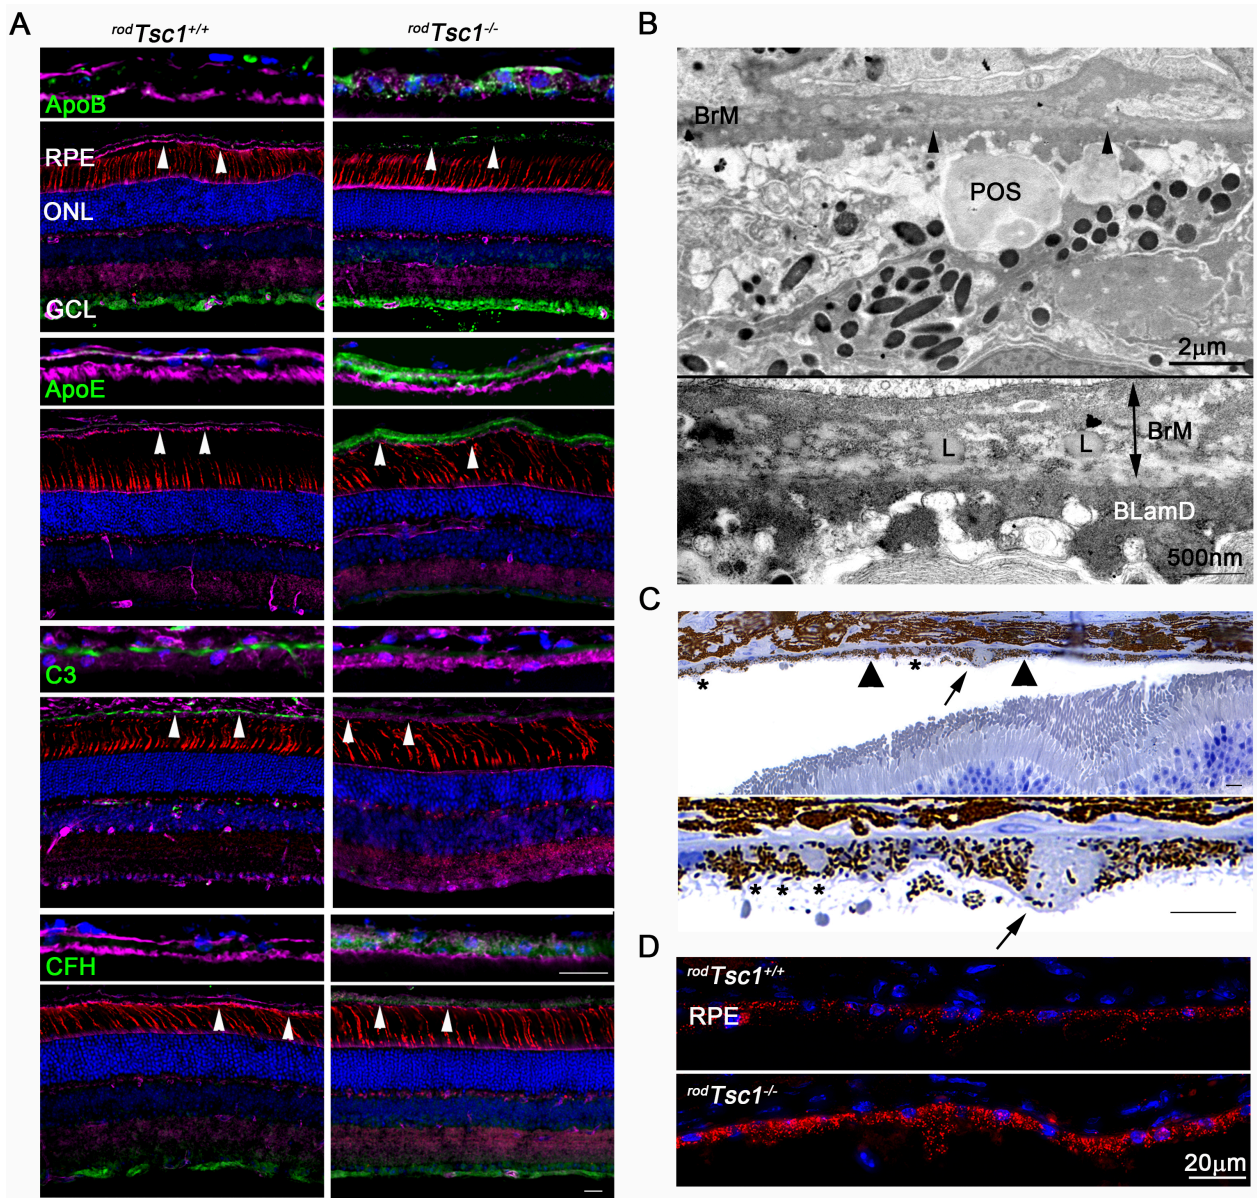 A
rodTsc1+/+
rodTsc1-/-
ApoB
RPE
ONL
GCL
ApoE
C3
CFH
B
BrM
POS
2μm
L
L
BrM
BLamD
500nm
C
*
*
* * *
D
rodTsc1+/+
RPE
rodTsc1-/-
20μm